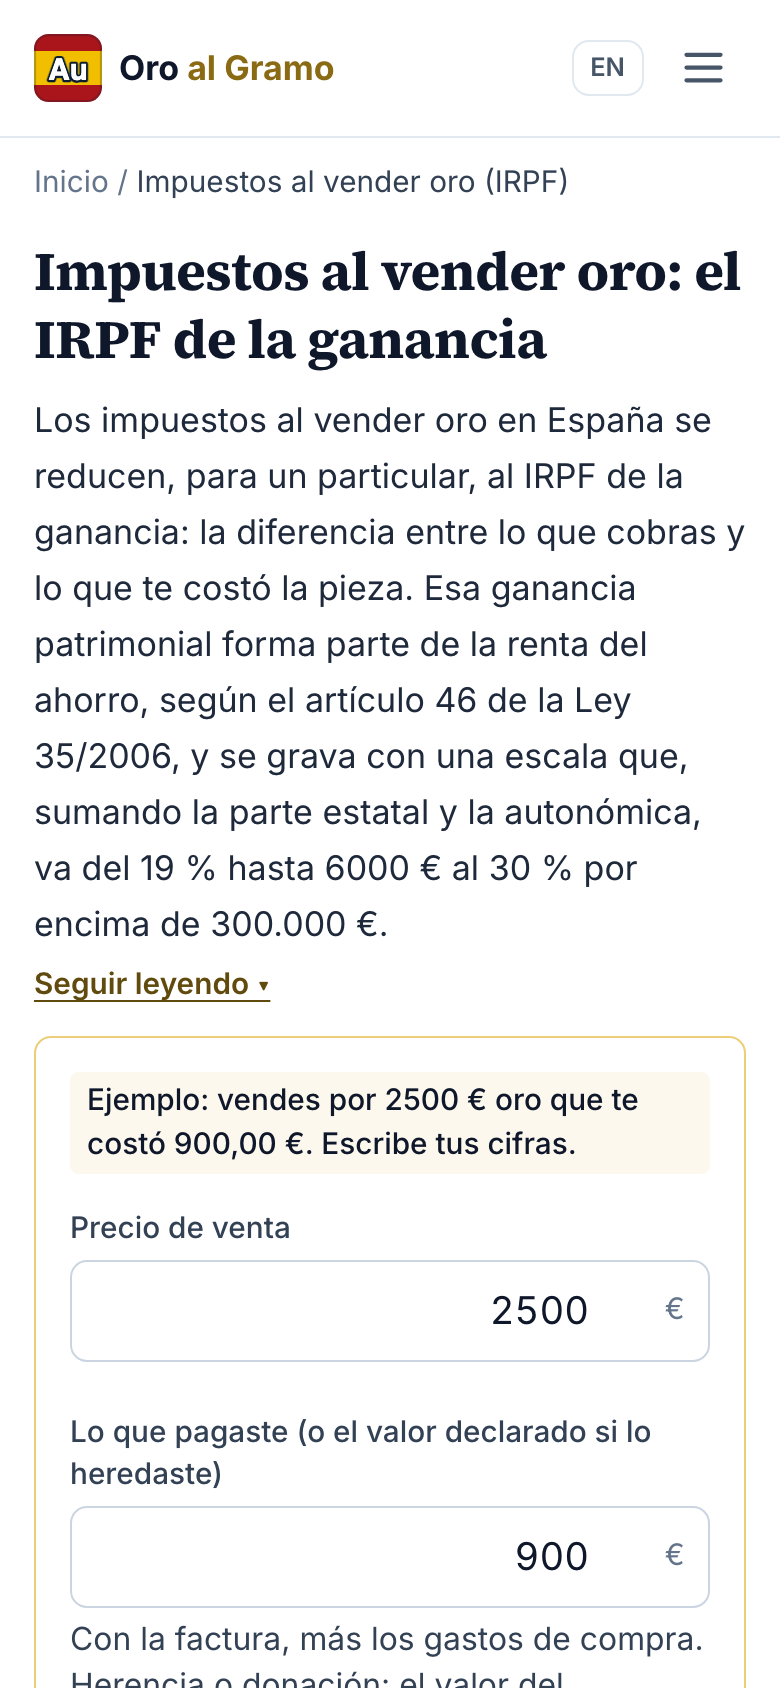 Au Oro al Gramo EN
Inicio / Impuestos al vender oro (IRPF)
Impuestos al vender oro: el
IRPF de la ganancia
Los impuestos al vender oro en España se
reducen, para un particular, al IRPF de la
ganancia: la diferencia entre lo que cobras y
lo que te costó la pieza. Esa ganancia
patrimonial forma parte de la renta del
ahorro, según el artículo 46 de la Ley
35/2006, y se grava con una escala que,
sumando la parte estatal y la autonómica,
va del 19 % hasta 6000 € al 30 % por
encima de 300.000 €.
Seguir leyendo ▾
Ejemplo: vendes por 2500 € oro que te
costó 900,00 €. Escribe tus cifras.
Precio de venta
2500 €
Lo que pagaste (o el valor declarado si lo
heredaste)
900 €
Con la factura, más los gastos de compra.
Herencia o donación: el valor del